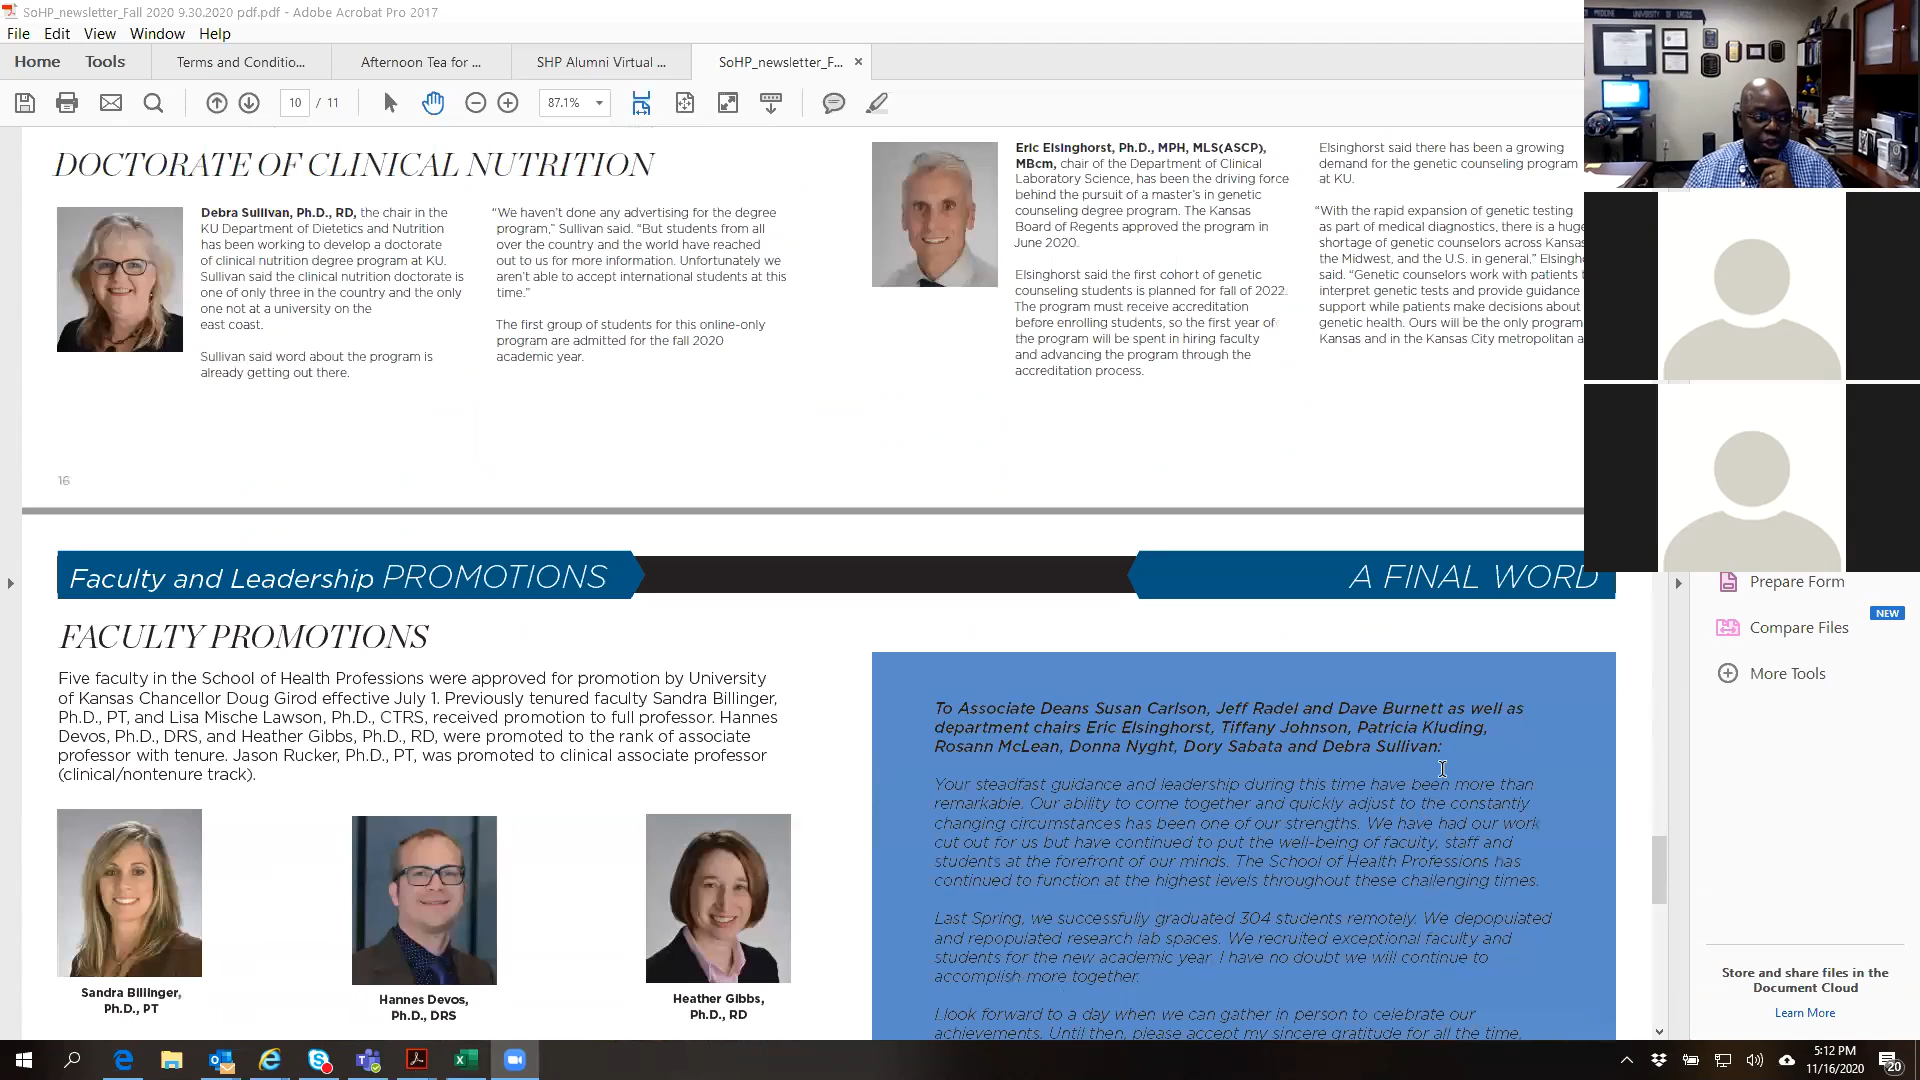 SoHP_newsletter_Fall 2020 9.30.2020 pdf.pdf - Adobe Acrobat Pro 2017
File Edit View Window Help
Home Tools Terms and Conditio... Afternoon Tea for ... SHP Alumni Virtual ... SoHP_newsletter_F... ×
10 / 11 87.1%
DOCTORATE OF CLINICAL NUTRITION
Debra Sullivan, Ph.D., RD, the chair in the
KU Department of Dietetics and Nutrition
has been working to develop a doctorate
of clinical nutrition degree program at KU.
Sullivan said the clinical nutrition doctorate is
one of only three in the country and the only
one not at a university on the
east coast.
Sullivan said word about the program is
already getting out there.
“We haven’t done any advertising for the degree
program,” Sullivan said. “But students from all
over the country and the world have reached
out to us for more information. Unfortunately we
aren’t able to accept international students at this
time.”
The first group of students for this online-only
program are admitted for the fall 2020
academic year.
16
Eric Elsinghorst, Ph.D., MPH, MLS(ASCP),
MBcm, chair of the Department of Clinical
Laboratory Science, has been the driving force
behind the pursuit of a master’s in genetic
counseling degree program. The Kansas
Board of Regents approved the program in
June 2020.
Elsinghorst said the first cohort of genetic
counseling students is planned for fall of 2022.
The program must receive accreditation
before enrolling students, so the first year of
the program will be spent in hiring faculty
and advancing the program through the
accreditation process.
Elsinghorst said there has been a growing
demand for the genetic counseling program
at KU.
“With the rapid expansion of genetic testing
as part of medical diagnostics, there is a huge
shortage of genetic counselors across Kansas
the Midwest, and the U.S. in general,” Elsingh
said. “Genetic counselors work with patients t
interpret genetic tests and provide guidance
support while patients make decisions about
genetic health. Ours will be the only program
Kansas and in the Kansas City metropolitan a
Faculty and Leadership PROMOTIONS
A FINAL WORD
FACULTY PROMOTIONS
Five faculty in the School of Health Professions were approved for promotion by University
of Kansas Chancellor Doug Girod effective July 1. Previously tenured faculty Sandra Billinger,
Ph.D., PT, and Lisa Mische Lawson, Ph.D., CTRS, received promotion to full professor. Hannes
Devos, Ph.D., DRS, and Heather Gibbs, Ph.D., RD, were promoted to the rank of associate
professor with tenure. Jason Rucker, Ph.D., PT, was promoted to clinical associate professor
(clinical/nontenure track).
Sandra Billinger,
Ph.D., PT
Hannes Devos,
Ph.D., DRS
Heather Gibbs,
Ph.D., RD
To Associate Deans Susan Carlson, Jeff Radel and Dave Burnett as well as
department chairs Eric Elsinghorst, Tiffany Johnson, Patricia Kluding,
Rosann McLean, Donna Nyght, Dory Sabata and Debra Sullivan:
Your steadfast guidance and leadership during this time have been more than
remarkable. Our ability to come together and quickly adjust to the constantly
changing circumstances has been one of our strengths. We have had our work
cut out for us but have continued to put the well-being of faculty, staff and
students at the forefront of our minds. The School of Health Professions has
continued to function at the highest levels throughout these challenging times.
Last Spring, we successfully graduated 304 students remotely. We depopulated
and repopulated research lab spaces. We recruited exceptional faculty and
students for the new academic year. I have no doubt we will continue to
accomplish more together.
I look forward to a day when we can gather in person to celebrate our
achievements. Until then, please accept my sincere gratitude for all the time,
Prepare Form
NEW
Compare Files
More Tools
Store and share files in the
Document Cloud
Learn More
5:12 PM
11/16/2020
20